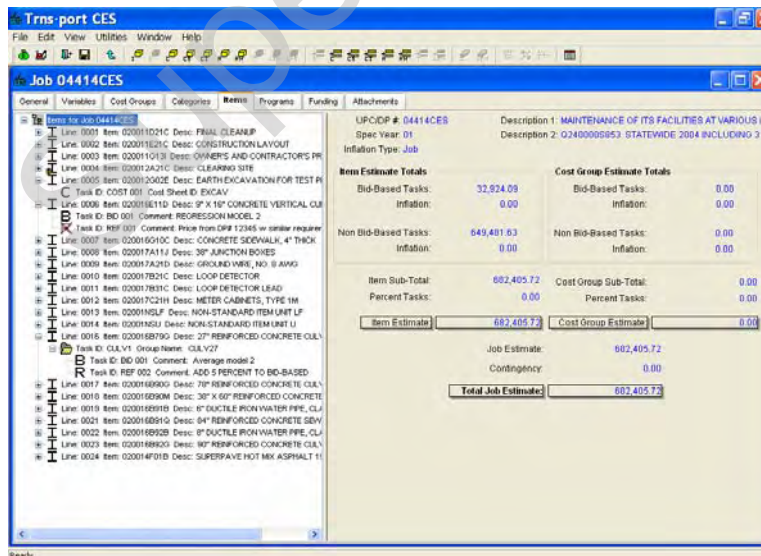 Trns·port CES
File Edit View Utilities Window Help
Job 04414CES
General Variables Cost Groups Categories Items Programs Funding Attachments
Items for Job 04414CES
Line: 0001 Item: 020011D21C Desc: FINAL CLEANUP
Line: 0002 Item: 020011E21C Desc: CONSTRUCTION LAYOUT
Line: 0003 Item: 020011G13I Desc: OWNER'S AND CONTRACTOR'S PR
Line: 0004 Item: 020012A21C Desc: CLEARING SITE
Line: 0005 Item: 020012G02E Desc: EARTH EXCAVATION FOR TEST PI
Task ID: COST 001 Cost Sheet ID: EXCAV
Line: 0006 Item: 020016E11D Desc: 9" X 16" CONCRETE VERTICAL CU
Task ID: BID 001 Comment: REGRESSION MODEL 2
Task ID: REF 001 Comment: Price from DP# 12345 w similar requirer
Line: 0007 Item: 020016G10C Desc: CONCRETE SIDEWALK, 4" THICK
Line: 0008 Item: 020017A11J Desc: 36" JUNCTION BOXES
Line: 0009 Item: 020017A21D Desc: GROUND WIRE, NO. 8 AWG
Line: 0010 Item: 020017B21C Desc: LOOP DETECTOR
Line: 0011 Item: 020017B31C Desc: LOOP DETECTOR LEAD
Line: 0012 Item: 020017C21H Desc: METER CABINETS, TYPE 1M
Line: 0013 Item: 020011NSLF Desc: NON-STANDARD ITEM UNIT LF
Line: 0014 Item: 020011NSU Desc: NON-STANDARD ITEM UNIT U
Line: 0016 Item: 020016B79G Desc: 27" REINFORCED CONCRETE CULV
Task ID: CULV1 Group Name: CULV27
Task ID: BID 001 Comment: Average model 2
Task ID: REF 002 Comment: ADD 5 PERCENT TO BID-BASED
Line: 0017 Item: 020016B90G Desc: 78" REINFORCED CONCRETE CULV
Line: 0018 Item: 020016B90M Desc: 38" X 60" REINFORCED CONCRETE
Line: 0019 Item: 020016B91B Desc: 6" DUCTILE IRON WATER PIPE, CLA
Line: 0021 Item: 020016B91G Desc: 84" REINFORCED CONCRETE SEW
Line: 0022 Item: 020016B92B Desc: 8" DUCTILE IRON WATER PIPE, CLA
Line: 0023 Item: 020016B92G Desc: 90" REINFORCED CONCRETE CULV
Line: 0024 Item: 020014F01B Desc: SUPERPAVE HOT MIX ASPHALT 1
UPC/DP #: 04414CES Description 1: MAINTENANCE OF ITS FACILITIES AT VARIOUS
Spec Year: 01 Description 2: Q240000S853 STATEWIDE 2004 INCLUDING 3
Inflation Type: Job
Item Estimate Totals Cost Group Estimate Totals
Bid-Based Tasks: 32,924.09 Bid-Based Tasks: 0.00
Inflation: 0.00 Inflation: 0.00
Non Bid-Based Tasks: 649,481.63 Non Bid-Based Tasks: 0.00
Inflation: 0.00 Inflation: 0.00
Item Sub-Total: 682,405.72 Cost Group Sub-Total: 0.00
Percent Tasks: 0.00 Percent Tasks: 0.00
Item Estimate: 682,405.72 Cost Group Estimate: 0.00
Job Estimate: 682,405.72
Contingency: 0.00
Total Job Estimate: 682,405.72
Ready